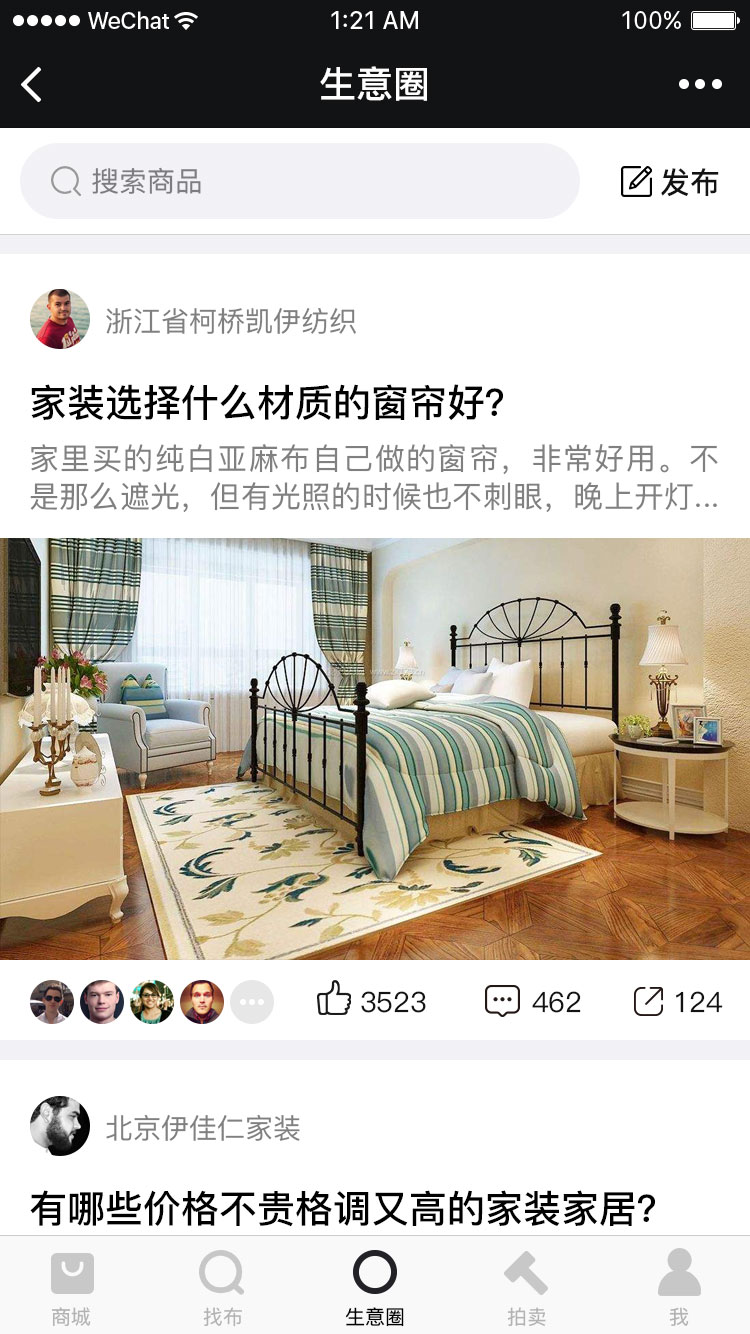 WeChat 1:21 AM 100%
生意圈
搜索商品 发布
浙江省柯桥凯伊纺织
家装选择什么材质的窗帘好?
家里买的纯白亚麻布自己做的窗帘，非常好用。不
是那么遮光，但有光照的时候也不刺眼，晚上开灯...
3523 462 124
北京伊佳仁家装
有哪些价格不贵格调又高的家装家居?
商城 找布 生意圈 拍卖 我